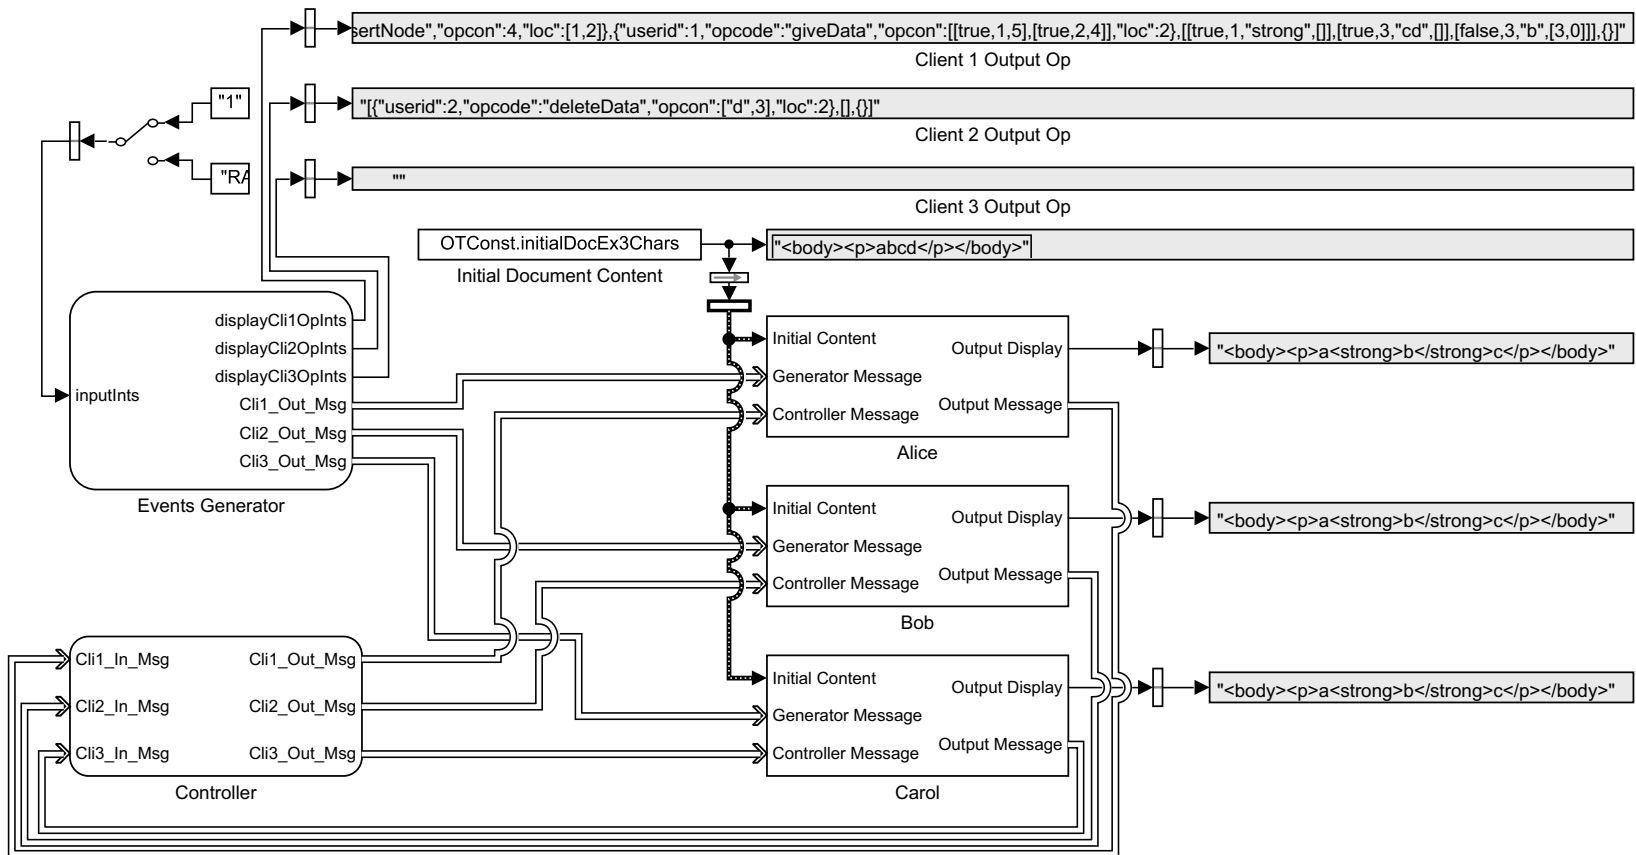 sertNode","opcon":4,"loc":[1,2]},{"userid":1,"opcode":"giveData","opcon":[[true,1,5],[true,2,4]],"loc":2},[[true,1,"strong",[]],[true,3,"cd",[]],[false,3,"b",[3,0]]],{}]"
Client 1 Output Op
"1"
"[{"userid":2,"opcode":"deleteData","opcon":["d",3],"loc":2},[],{}]"
Client 2 Output Op
"RA
""
Client 3 Output Op
OTConst.initialDocEx3Chars
"<body><p>abcd</p></body>"
Initial Document Content
displayCli1OpInts
displayCli2OpInts
displayCli3OpInts
inputInts
Cli1_Out_Msg
Cli2_Out_Msg
Cli3_Out_Msg
Events Generator
Initial Content
Output Display
Generator Message
Output Message
Controller Message
Alice
"<body><p>a<strong>b</strong>c</p></body>"
Initial Content
Output Display
Generator Message
Output Message
Controller Message
Bob
"<body><p>a<strong>b</strong>c</p></body>"
Cli1_In_Msg
Cli1_Out_Msg
Cli2_In_Msg
Cli2_Out_Msg
Cli3_In_Msg
Cli3_Out_Msg
Controller
Initial Content
Output Display
Generator Message
Output Message
Controller Message
Carol
"<body><p>a<strong>b</strong>c</p></body>"